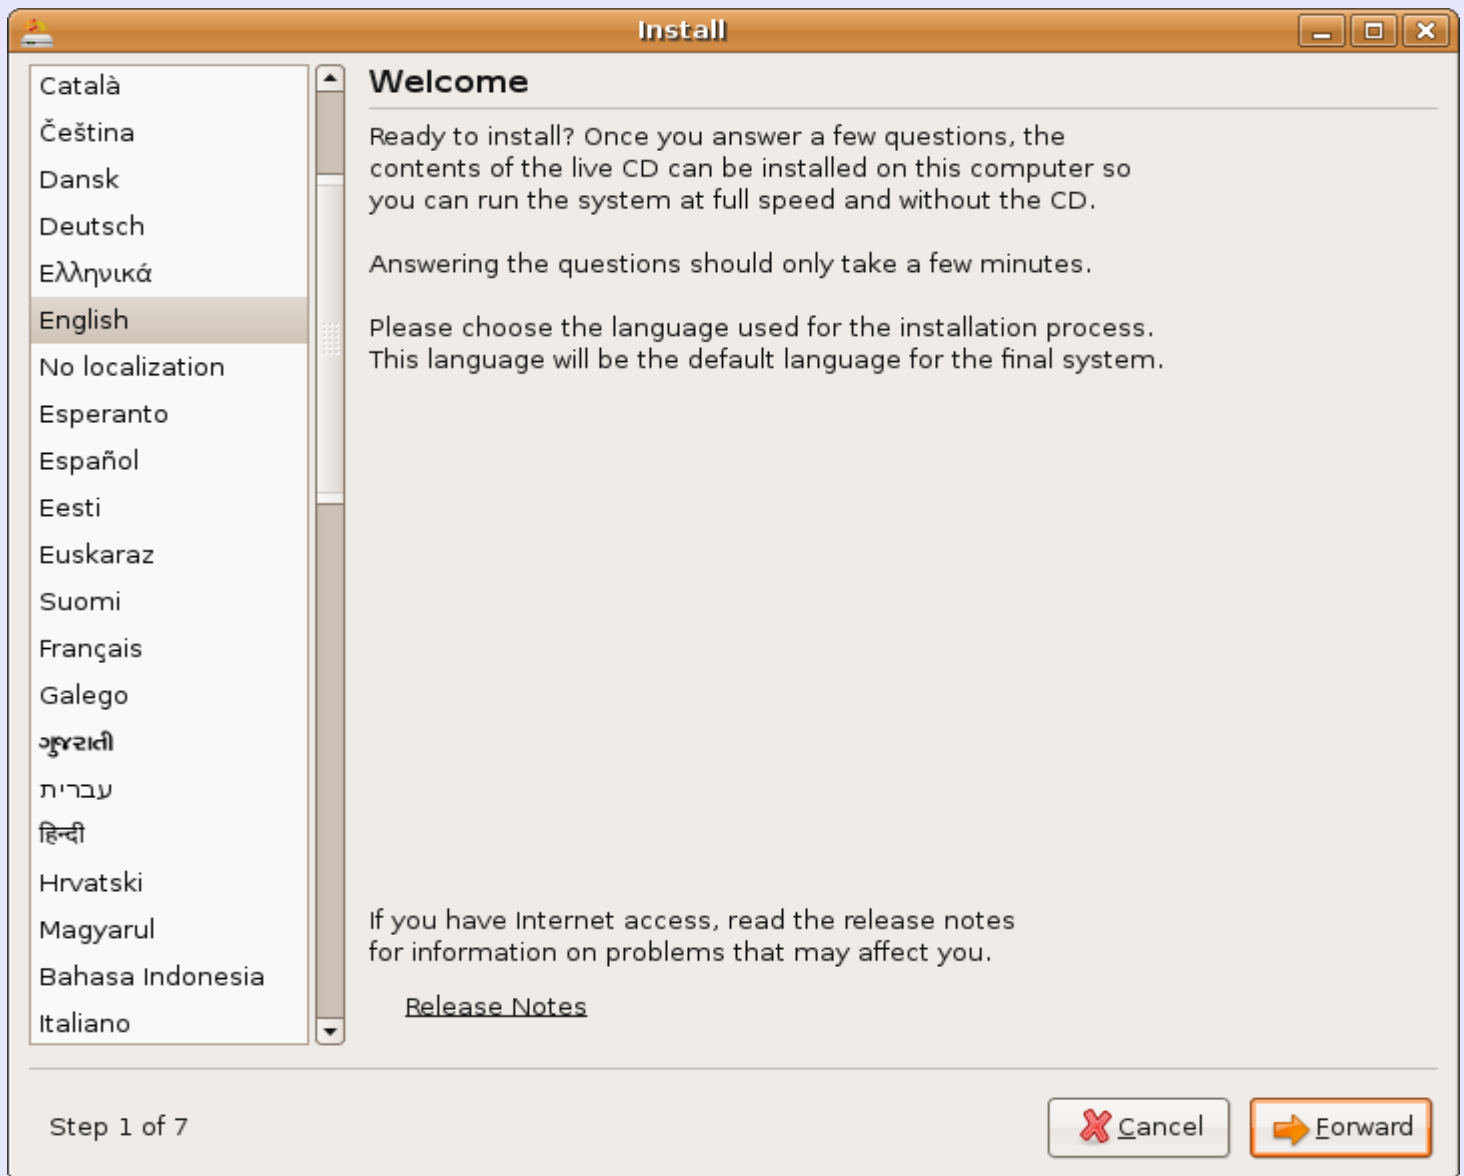 Install
Català
Čeština
Dansk
Deutsch
Ελληνικά
English
No localization
Esperanto
Español
Eesti
Euskaraz
Suomi
Français
Galego
ગુજરાતી
עברית
हिन्दी
Hrvatski
Magyarul
Bahasa Indonesia
Italiano
Welcome
Ready to install? Once you answer a few questions, the
contents of the live CD can be installed on this computer so
you can run the system at full speed and without the CD.
Answering the questions should only take a few minutes.
Please choose the language used for the installation process.
This language will be the default language for the final system.
If you have Internet access, read the release notes
for information on problems that may affect you.
Release Notes
Step 1 of 7
Cancel
Forward